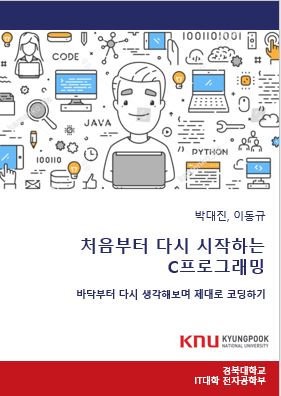 CODE
100110
JAVA
PYTHON
100110
박대진, 이동규
처음부터 다시 시작하는
C프로그래밍
바닥부터 다시 생각해보며 제대로 코딩하기
KNU KYUNGPOOK
NATIONAL UNIVERSITY
경북대학교
IT대학 전자공학부